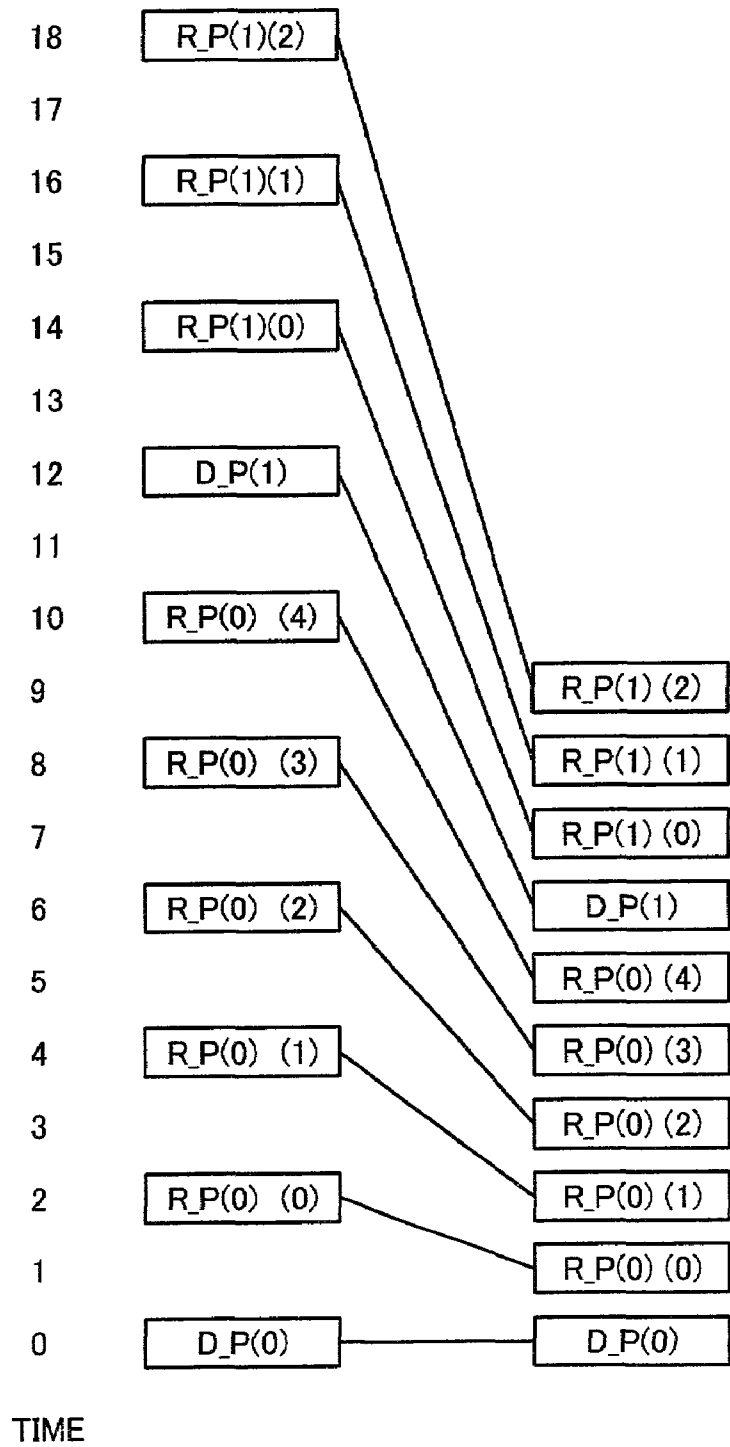 18 R_P(1)(2)
17
16 R_P(1)(1)
15
14 R_P(1)(0)
13
12 D_P(1)
11
10 R_P(0) (4)
9 R_P(1) (2)
8 R_P(0) (3) R_P(1) (1)
7 R_P(1) (0)
6 R_P(0) (2) D_P(1)
5 R_P(0) (4)
4 R_P(0) (1) R_P(0) (3)
3 R_P(0) (2)
2 R_P(0) (0) R_P(0) (1)
1 R_P(0) (0)
0 D_P(0) D_P(0)
TIME